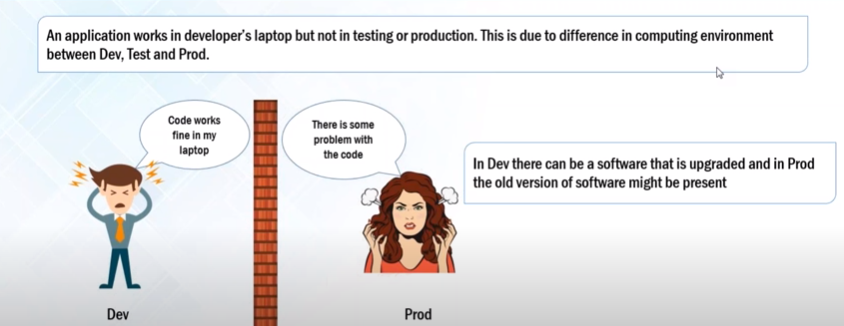 An application works in developer's laptop but not in testing or production. This is due to difference in computing environment
between Dev, Test and Prod.
Code works
fine in my
laptop
There is some
problem with
the code
In Dev there can be a software that is upgraded and in Prod
the old version of software might be present
Dev
Prod